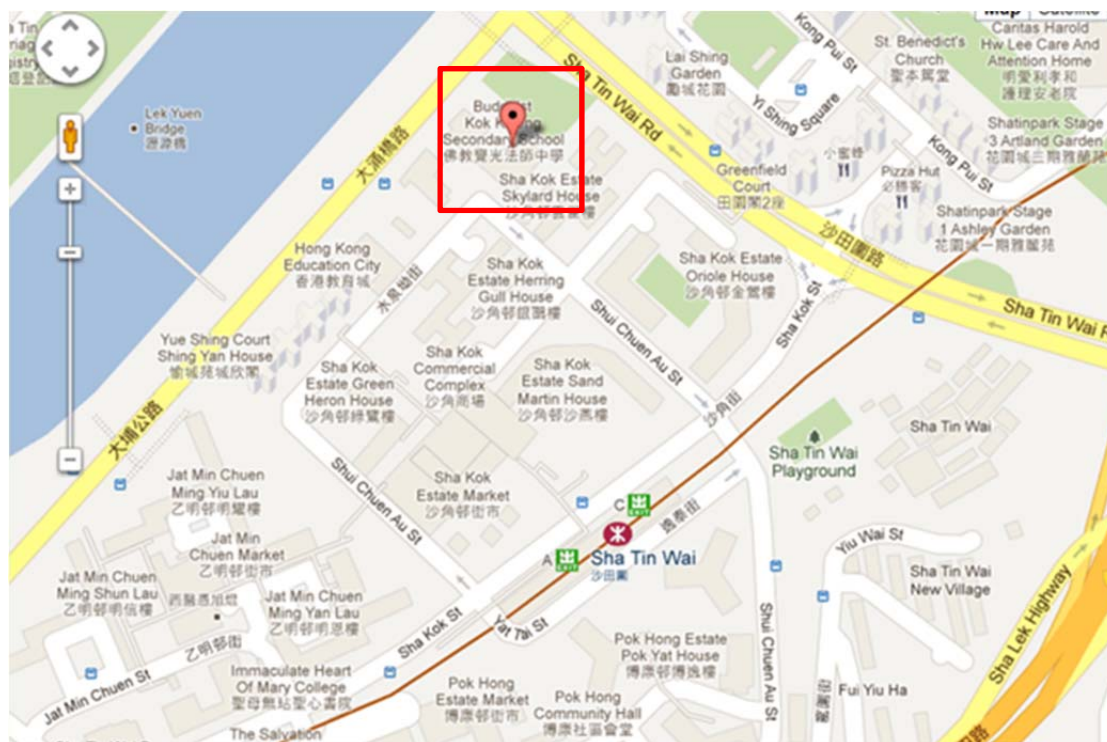 Map
Satellite
Lek Yuen
Bridge
瀝源橋
大涌橋路
Kok
Secondary School
佛教覺光法師中學
Sha Kok Estate
Skylard House
Sha Tin Wai Rd
Lai Shing
Garden
勵城花園
Kong Pui St
Yi Shing Square
St. Benedict's
Church
聖本篤堂
Caritas Harold
Hw Lee Care And
Attention Home
明愛利孝和
護理安老院
Shatinpark Stage
3 Artland Garden
花園城三期雅蘭苑
小蜜蜂
Pizza Hut
必勝客
Kong Pui St
Greenfield
Court
田園閣2座
Shatinpark Stage
1 Ashley Garden
花園城一期雅麗苑
沙田圍路
Sha Tin Wai R
Hong Kong
Education City
香港教育城
水泉坳街
Sha Kok
Estate Herring
Gull House
沙角邨銀鷗樓
Sha Kok Estate
Oriole House
沙角邨金鶯樓
Sha Kok St
Shui Chuen Au St
Yue Shing Court
Shing Yan House
愉城苑城欣閣
Sha Kok
Estate Green
Heron House
沙角邨綠鷺樓
Sha Kok
Commercial
Complex
沙角商場
Sha Kok
Estate Sand
Martin House
沙角邨沙燕樓
沙角街
大埔公路
Sha Tin Wai
Sha Tin Wai
Playground
Shui Chuen Au St
Sha Kok
Estate Market
沙角邨街市
Jat Min Chuen
Ming Yiu Lau
乙明邨明耀樓
Jat Min
Chuen Market
乙明邨街市
C
EXIT
A
EXIT
Sha Tin Wai
沙田圍
逸泰街
Yiu Wai St
Sha Tin Wai
New Village
Jat Min Chuen
Ming Shun Lau
乙明邨明信樓
Jat Min Chuen
Ming Yan Lau
乙明邨明恩樓
乙明邨街
Sha Kok St
Yat Tai St
Shui Chuen Au St
Sha Lek Highway
Jat Min Chuen St
Immaculate Heart
Of Mary College
聖母無玷聖心書院
The Salvation
Pok Hong Estate
Pok Yat House
博康邨博逸樓
Pok Hong
Estate Market
博康邨街市
Pok Hong
Community Hall
博康社區會堂
Fui Yiu Ha